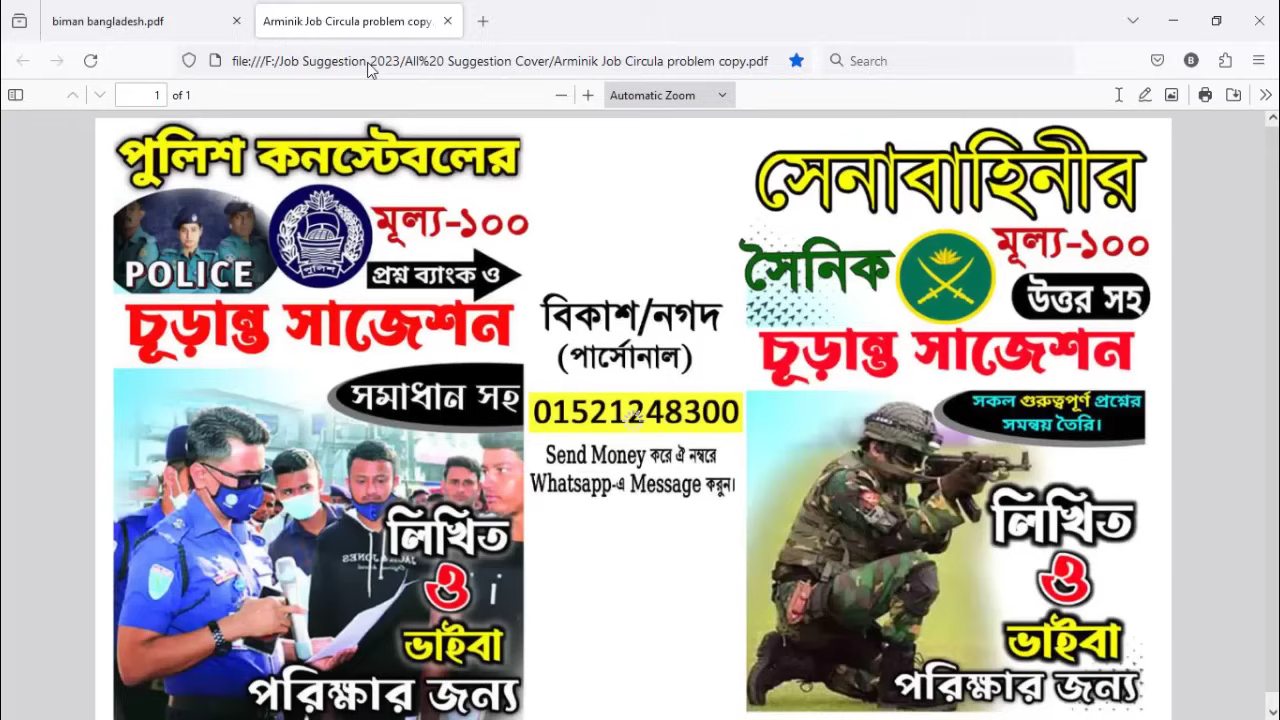 biman bangladesh.pdf
Arminik Job Circula problem copy
file:///F:/Job Suggestion 2023/All%20 Suggestion Cover/Arminik Job Circula problem copy.pdf
Search
1 of 1
Automatic Zoom
পুলিশ কনস্টেবলের
POLICE
পুলিশ
মূল্য-১০০
প্রশ্ন ব্যাংক ও
চূড়ান্ত সাজেশন
সমাধান সহ
লিখিত
ও
ভাইবা
পরিক্ষার জন্য
বিকাশ/নগদ
(পার্সোনাল)
01521248300
Send Money করে ঐ নম্বরে
Whatsapp-এ Message করুন।
সেনাবাহিনীর
সৈনিক
মূল্য-১০০
উত্তর সহ
চূড়ান্ত সাজেশন
সকল গুরুত্বপূর্ণ প্রশ্নের
সমন্বয় তৈরি।
লিখিত
ও
ভাইবা
পরিক্ষার জন্য